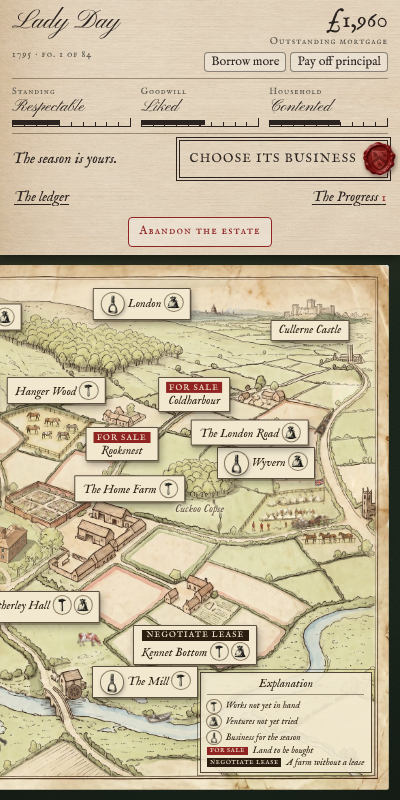 Lady Day
£1,960
Outstanding mortgage
1795 · fo. 1 of 84
Borrow more
Pay off principal
Standing
Goodwill
Household
Respectable
Liked
Contented
The season is yours.
CHOOSE ITS BUSINESS
The ledger
The Progress 1
Abandon the estate
London
Cullerne Castle
Hanger Wood
FOR SALE
Coldharbour
FOR SALE
Rooksnest
The London Road
Wyvern
The Home Farm
Cuckoo Copse
therley Hall
NEGOTIATE LEASE
Kennet Bottom
The Mill
Explanation
Works not yet in hand
Ventures not yet tried
Business for the season
FOR SALE Land to be bought
NEGOTIATE LEASE A farm without a lease